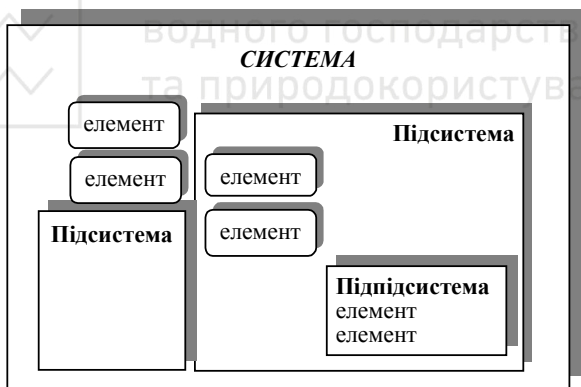 водного господарств
та природокористува
СИСТЕМА
елемент
елемент
Підсистема
Підсистема
елемент
елемент
Підпідсистема
елемент
елемент